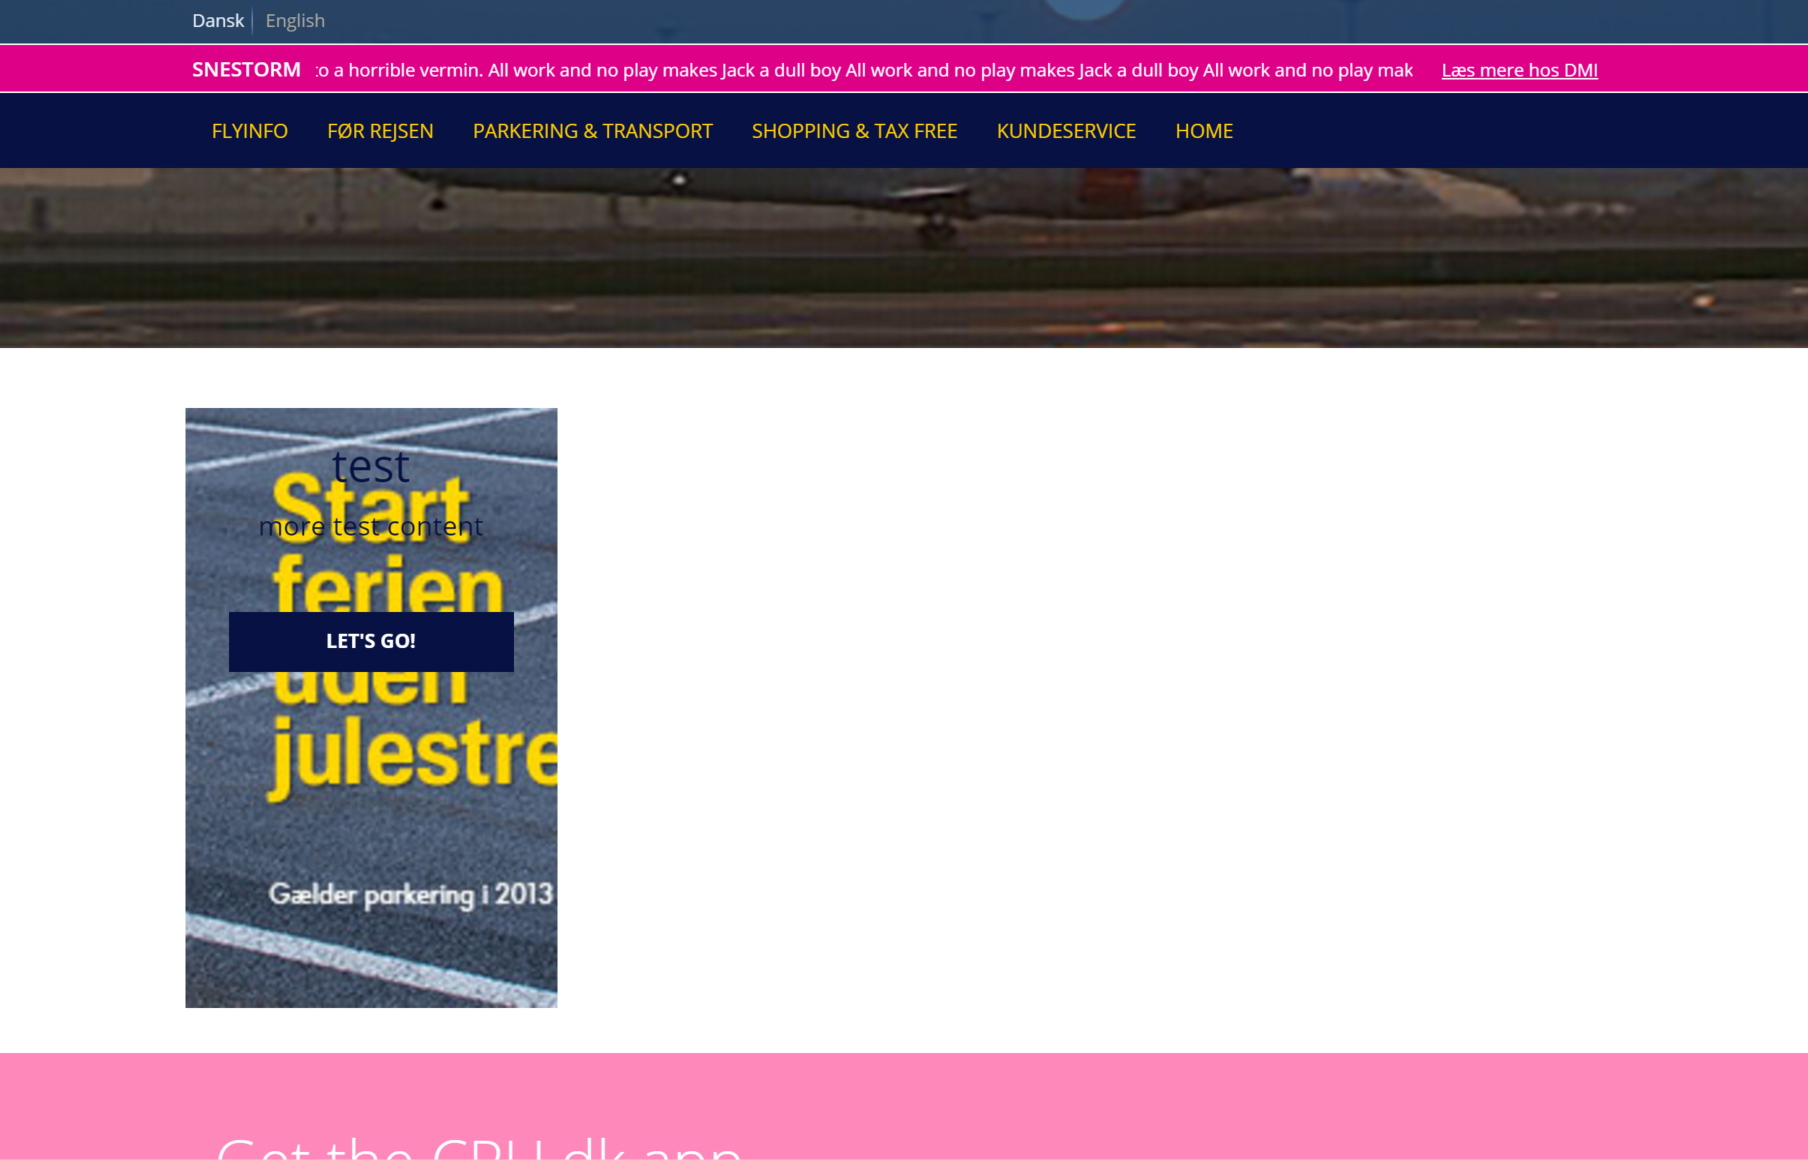 Dansk English
SNESTORM to a horrible vermin. All work and no play makes Jack a dull boy All work and no play makes Jack a dull boy All work and no play mak Læs mere hos DMI
FLYINFO FØR REJSEN PARKERING & TRANSPORT SHOPPING & TAX FREE KUNDESERVICE HOME
test
Start
more test content
ferien
LET'S GO!
uden
julestre
Gælder parkering i 2013
Get the CPH.dk app